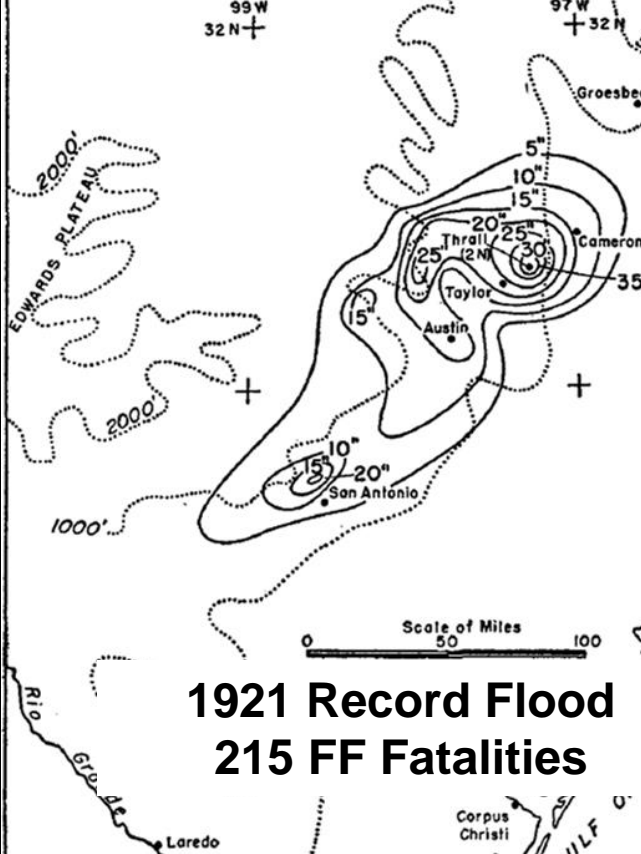 99 W
97 W
32 N
32 N
Groesbe
2000'
EDWARDS PLATEAU
5"
10"
15"
20"
25"
Thrall
(2 N)
30"
25"
Cameron
35
Taylor
15"
Austin
2000'
10"
15"
20"
San Antonio
1000'
Scale of Miles
0 50 100
1921 Record Flood
215 FF Fatalities
Rio Grande
Corpus
Christi
Laredo
ULF O